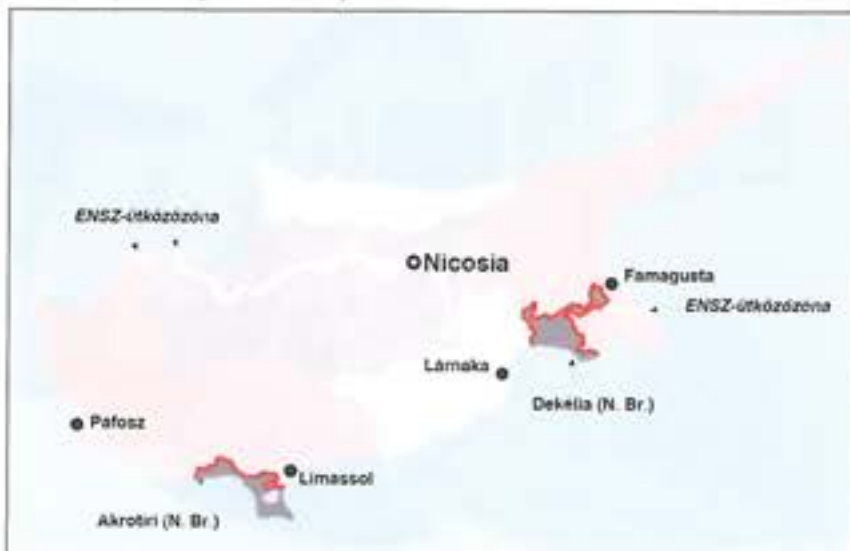 ENSZ-ütközőzóna
Nicosia
Famagusta
ENSZ-ütközőzóna
Lárnaka
Dekélia (N. Br.)
Páfosz
Limassol
Akrotiri (N. Br.)